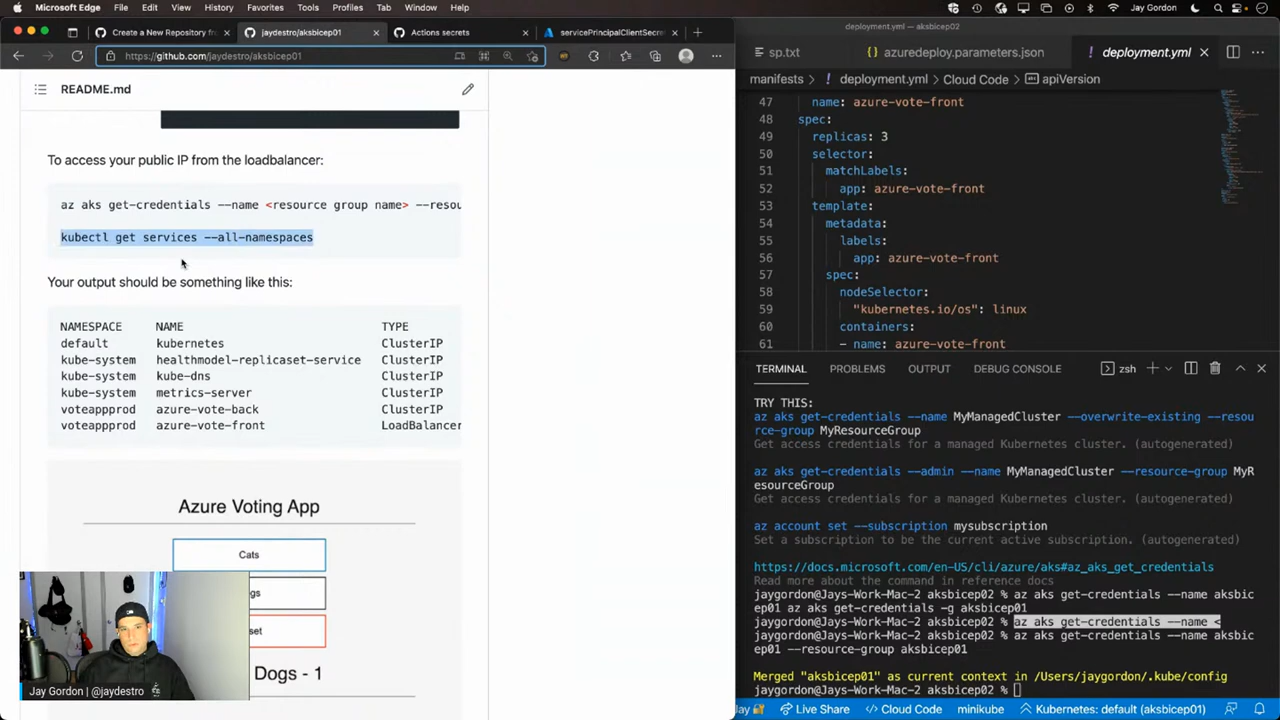 Microsoft Edge File Edit View History Favorites Tools Profiles Tab Window Help
Jay Gordon
Create a New Repository from
jaydestro/aksbicep01
Actions secrets
servicePrincipalClientSecre
https://github.com/jaydestro/aksbicep01
README.md
To access your public IP from the loadbalancer:
az aks get-credentials --name <resource group name> --resou
kubectl get services --all-namespaces
Your output should be something like this:
NAMESPACE NAME TYPE
default kubernetes ClusterIP
kube-system healthmodel-replicaset-service ClusterIP
kube-system kube-dns ClusterIP
kube-system metrics-server ClusterIP
voteappprod azure-vote-back ClusterIP
voteappprod azure-vote-front LoadBalancer
Azure Voting App
Cats
gs
set
Dogs - 1
Jay Gordon | @jaydestro
deployment.yml — aksbicep02
sp.txt
{} azuredeploy.parameters.json
! deployment.yml
manifests > ! deployment.yml > Cloud Code > apiVersion
47 name: azure-vote-front
48 spec:
49 replicas: 3
50 selector:
51 matchLabels:
52 app: azure-vote-front
53 template:
54 metadata:
55 labels:
56 app: azure-vote-front
57 spec:
58 nodeSelector:
59 "kubernetes.io/os": linux
60 containers:
61 - name: azure-vote-front
TERMINAL PROBLEMS OUTPUT DEBUG CONSOLE zsh
TRY THIS:
az aks get-credentials --name MyManagedCluster --overwrite-existing --resou
rce-group MyResourceGroup
Get access credentials for a managed Kubernetes cluster. (autogenerated)
az aks get-credentials --admin --name MyManagedCluster --resource-group MyR
esourceGroup
Get access credentials for a managed Kubernetes cluster. (autogenerated)
az account set --subscription mysubscription
Set a subscription to be the current active subscription. (autogenerated)
https://docs.microsoft.com/en-US/cli/azure/aks#az_aks_get_credentials
Read more about the command in reference docs
jaygordon@Jays-Work-Mac-2 aksbicep02 % az aks get-credentials --name aksbic
ep01 az aks get-credentials -g aksbicep01
jaygordon@Jays-Work-Mac-2 aksbicep02 % az aks get-credentials --name <
jaygordon@Jays-Work-Mac-2 aksbicep02 % az aks get-credentials --name aksbic
ep01 --resource-group aksbicep01
Merged "aksbicep01" as current context in /Users/jaygordon/.kube/config
jaygordon@Jays-Work-Mac-2 aksbicep02 %
Jay Live Share Cloud Code minikube Kubernetes: default (aksbicep01)